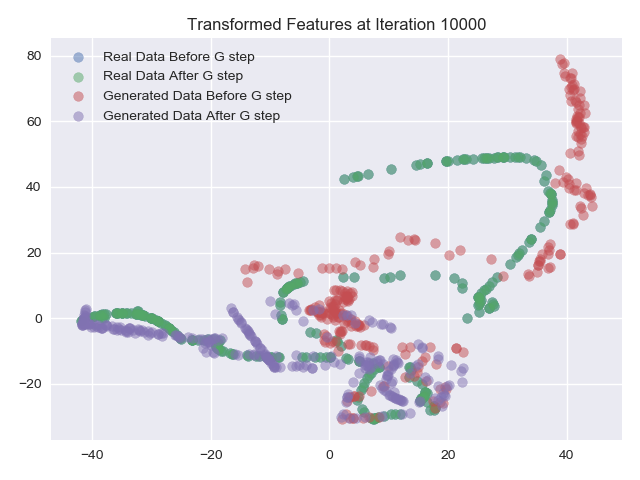 Transformed Features at Iteration 10000
Real Data Before G step
Real Data After G step
Generated Data Before G step
Generated Data After G step
80
60
40
20
0
−20
−40 −20 0 20 40